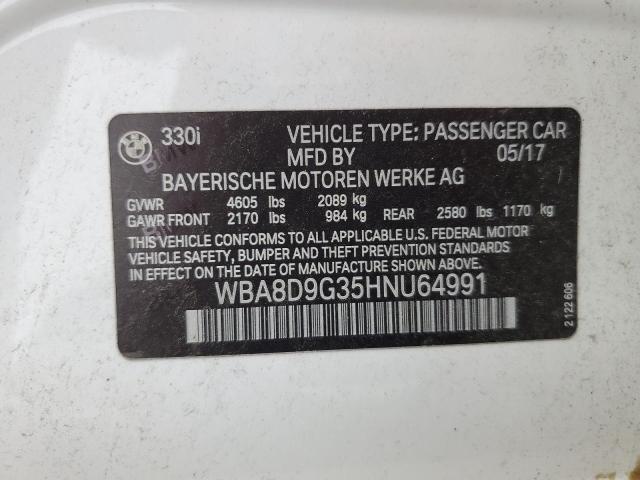 330i VEHICLE TYPE: PASSENGER CAR
MFD BY 05/17
BAYERISCHE MOTOREN WERKE AG
GVWR 4605 lbs 2089 kg
GAWR FRONT 2170 lbs 984 kg REAR 2580 lbs 1170 kg
THIS VEHICLE CONFORMS TO ALL APPLICABLE U.S. FEDERAL MOTOR
VEHICLE SAFETY, BUMPER AND THEFT PREVENTION STANDARDS
IN EFFECT ON THE DATE OF MANUFACTURE SHOWN ABOVE.
WBA8D9G35HNU64991
2 122 606